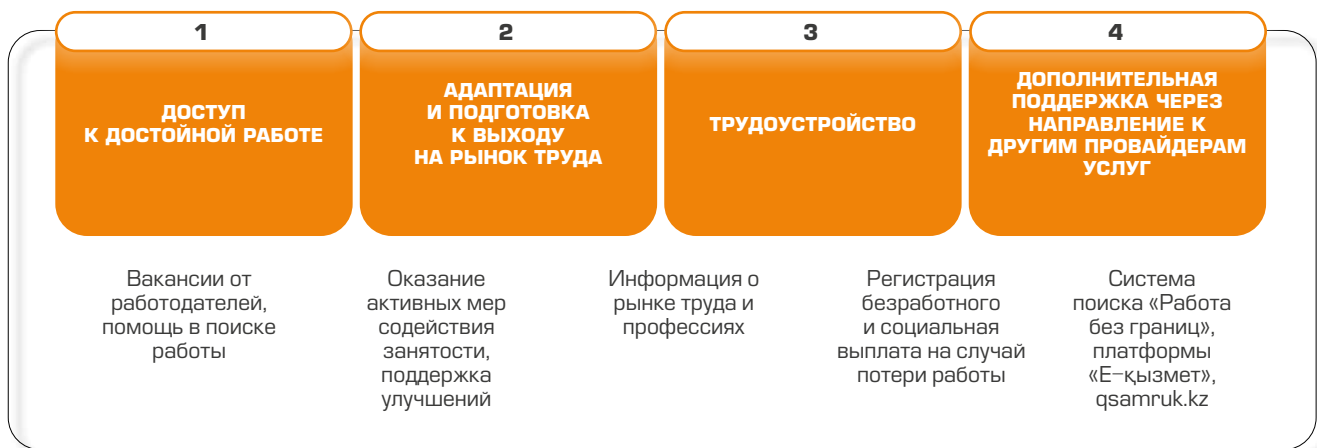 1
ДОСТУП
К ДОСТОЙНОЙ РАБОТЕ
2
АДАПТАЦИЯ
И ПОДГОТОВКА
К ВЫХОДУ
НА РЫНОК ТРУДА
3
ТРУДОУСТРОЙСТВО
4
ДОПОЛНИТЕЛЬНАЯ
ПОДДЕРЖКА ЧЕРЕЗ
НАПРАВЛЕНИЕ К
ДРУГИМ ПРОВАЙДЕРАМ
УСЛУГ
Вакансии от
работодателей,
помощь в поиске
работы
Оказание
активных мер
содействия
занятости,
поддержка
улучшений
Информация о
рынке труда и
профессиях
Регистрация
безработного
и социальная
выплата на случай
потери работы
Система
поиска «Работа
без границ»,
платформы
«Е-қызмет»,
qsamruk.kz